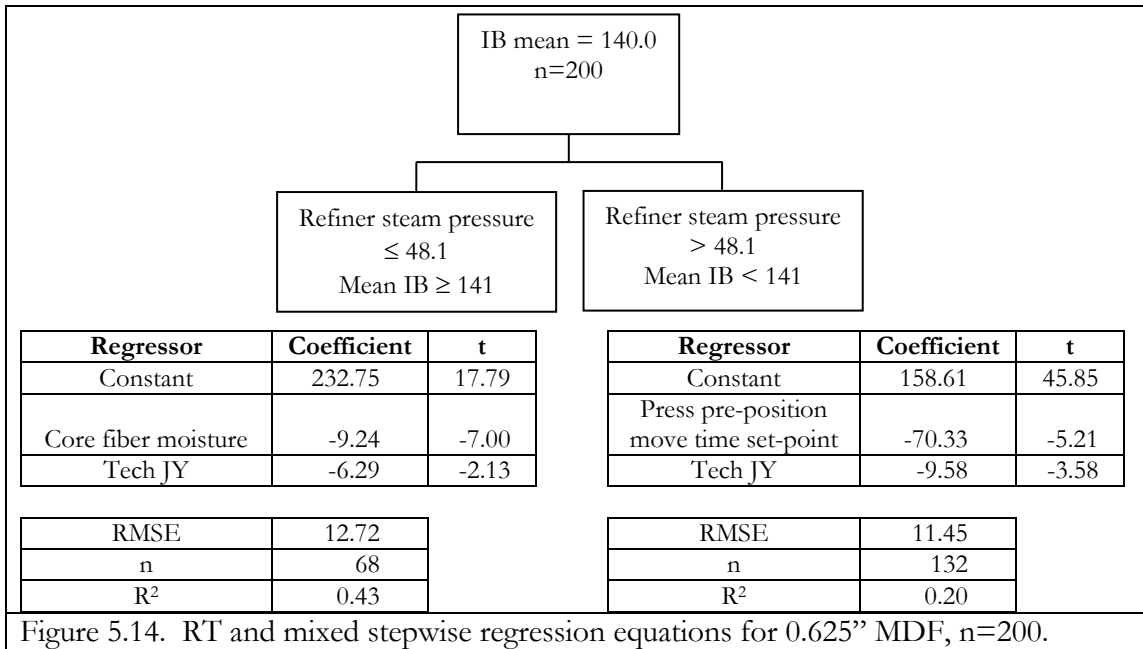 IB mean = 140.0
n=200
Refiner steam pressure
≤ 48.1
Mean IB ≥ 141
Refiner steam pressure
> 48.1
Mean IB < 141
Regressor Coefficient t
Constant 232.75 17.79
Core fiber moisture -9.24 -7.00
Tech JY -6.29 -2.13
RMSE 12.72
n 68
R² 0.43
Regressor Coefficient t
Constant 158.61 45.85
Press pre-position
move time set-point -70.33 -5.21
Tech JY -9.58 -3.58
RMSE 11.45
n 132
R² 0.20
Figure 5.14. RT and mixed stepwise regression equations for 0.625” MDF, n=200.